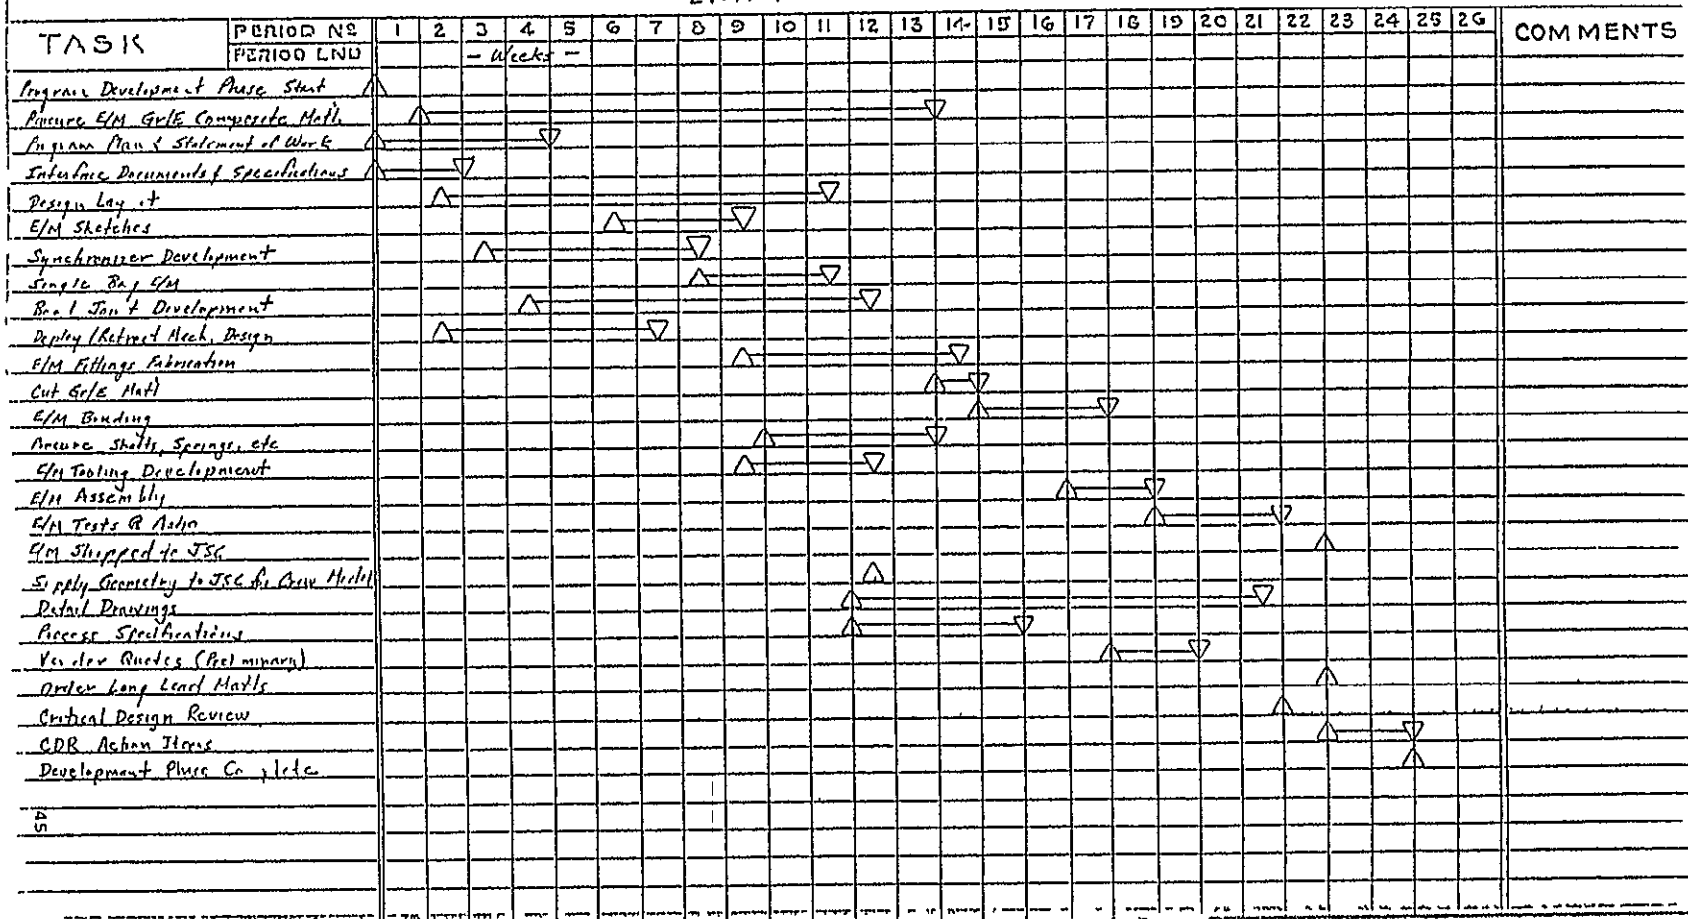 TASK PERIOD NO 1 2 3 4 5 6 7 8 9 10 11 12 13 14 15 16 17 18 19 20 21 22 23 24 25 26 COMMENTS
PERIOD END - Weeks -
Program Development Phase Start
Procure E/M Gr/E Composite Matl.
Program Plan & Statement of Work
Interface Documents & Specifications
Design Lay
E/M Sketches
Synchronizer Development
Single Bay E/M
Development
Deploy/Retract Mech. Design
E/M Fittings Fabrication
Cut Gr/E Matl
E/M Bonding
Procure Shafts, Springs, etc
E/M Tooling Development
E/M Assembly
E/M Tests @
E/M Shipped to JSC
Supply Geometry to JSC for Crew Model
Detail Drawings
Process Specifications
Vendor Quotes (Preliminary)
Order Long Lead Matls
Critical Design Review
CDR Action Items
Development Phase
45